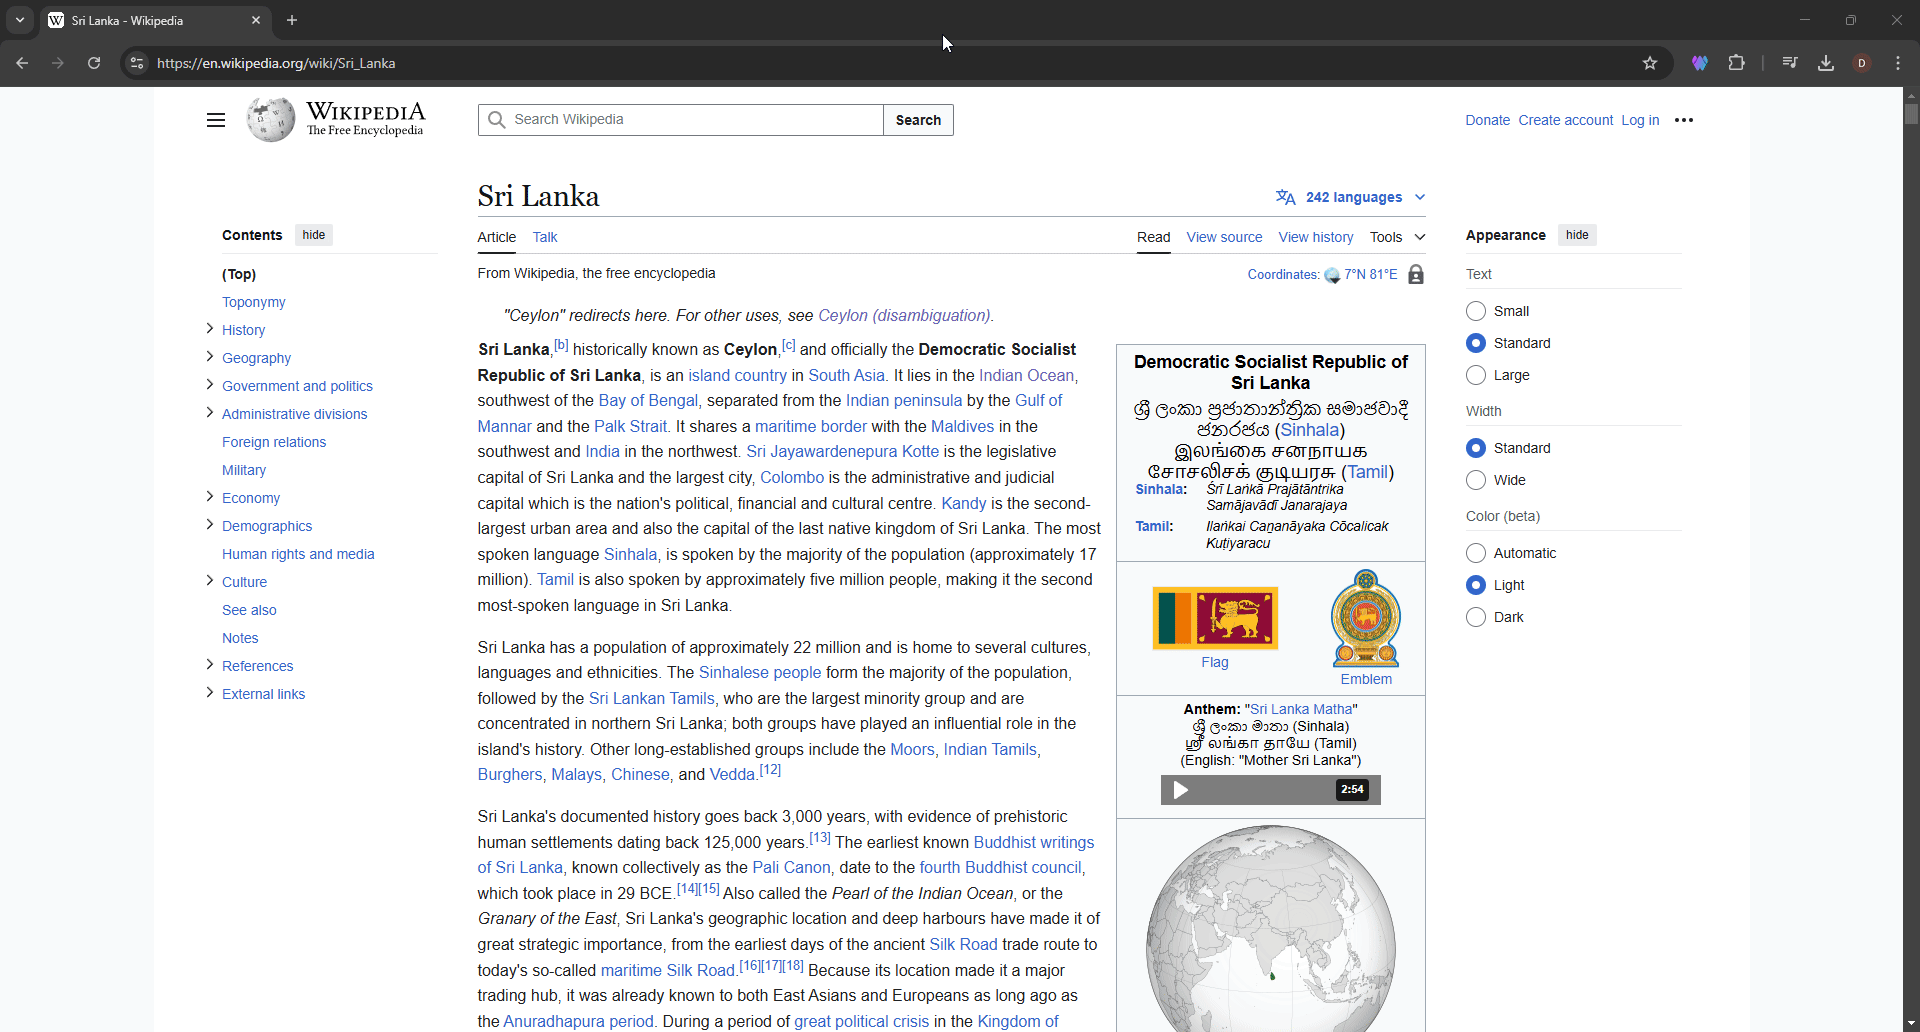 Sri Lanka - Wikipedia
https://en.wikipedia.org/wiki/Sri_Lanka
D
WIKIPEDIA
The Free Encyclopedia
Search Wikipedia
Search
Donate Create account Log in
Sri Lanka
242 languages
Contents hide
(Top)
Toponymy
History
Geography
Government and politics
Administrative divisions
Foreign relations
Military
Economy
Demographics
Human rights and media
Culture
See also
Notes
References
External links
Article Talk
Read View source View history Tools
From Wikipedia, the free encyclopedia
Coordinates: 7°N 81°E
"Ceylon" redirects here. For other uses, see Ceylon (disambiguation).
Sri Lanka,[b] historically known as Ceylon,[c] and officially the Democratic Socialist
Republic of Sri Lanka, is an island country in South Asia. It lies in the Indian Ocean,
southwest of the Bay of Bengal, separated from the Indian peninsula by the Gulf of
Mannar and the Palk Strait. It shares a maritime border with the Maldives in the
southwest and India in the northwest. Sri Jayawardenepura Kotte is the legislative
capital of Sri Lanka and the largest city, Colombo is the administrative and judicial
capital which is the nation's political, financial and cultural centre. Kandy is the second-
largest urban area and also the capital of the last native kingdom of Sri Lanka. The most
spoken language Sinhala, is spoken by the majority of the population (approximately 17
million). Tamil is also spoken by approximately five million people, making it the second
most-spoken language in Sri Lanka.
Sri Lanka has a population of approximately 22 million and is home to several cultures,
languages and ethnicities. The Sinhalese people form the majority of the population,
followed by the Sri Lankan Tamils, who are the largest minority group and are
concentrated in northern Sri Lanka; both groups have played an influential role in the
island's history. Other long-established groups include the Moors, Indian Tamils,
Burghers, Malays, Chinese, and Vedda.[12]
Sri Lanka's documented history goes back 3,000 years, with evidence of prehistoric
human settlements dating back 125,000 years.[13] The earliest known Buddhist writings
of Sri Lanka, known collectively as the Pali Canon, date to the fourth Buddhist council,
which took place in 29 BCE.[14][15] Also called the Pearl of the Indian Ocean, or the
Granary of the East, Sri Lanka's geographic location and deep harbours have made it of
great strategic importance, from the earliest days of the ancient Silk Road trade route to
today's so-called maritime Silk Road.[16][17][18] Because its location made it a major
trading hub, it was already known to both East Asians and Europeans as long ago as
the Anuradhapura period. During a period of great political crisis in the Kingdom of
Democratic Socialist Republic of
Sri Lanka
ශ්‍රී ලංකා ප්‍රජාතාන්ත්‍රික සමාජවාදී
ජනරජය (Sinhala)
இலங்கை சனநாயக
சோசலிசக் குடியரசு (Tamil)
Sinhala: Śrī Laṅkā Prajātāntrika
Samājavādī Janarajaya
Tamil: Ilaṅkai Caṉanāyaka Cōcalicak
Kuṭiyaracu
Flag
Emblem
Anthem: "Sri Lanka Matha"
ශ්‍රී ලංකා මාතා (Sinhala)
ஸ்ரீ லங்கா தாயே (Tamil)
(English: "Mother Sri Lanka")
2:54
Appearance hide
Text
Small
Standard
Large
Width
Standard
Wide
Color (beta)
Automatic
Light
Dark